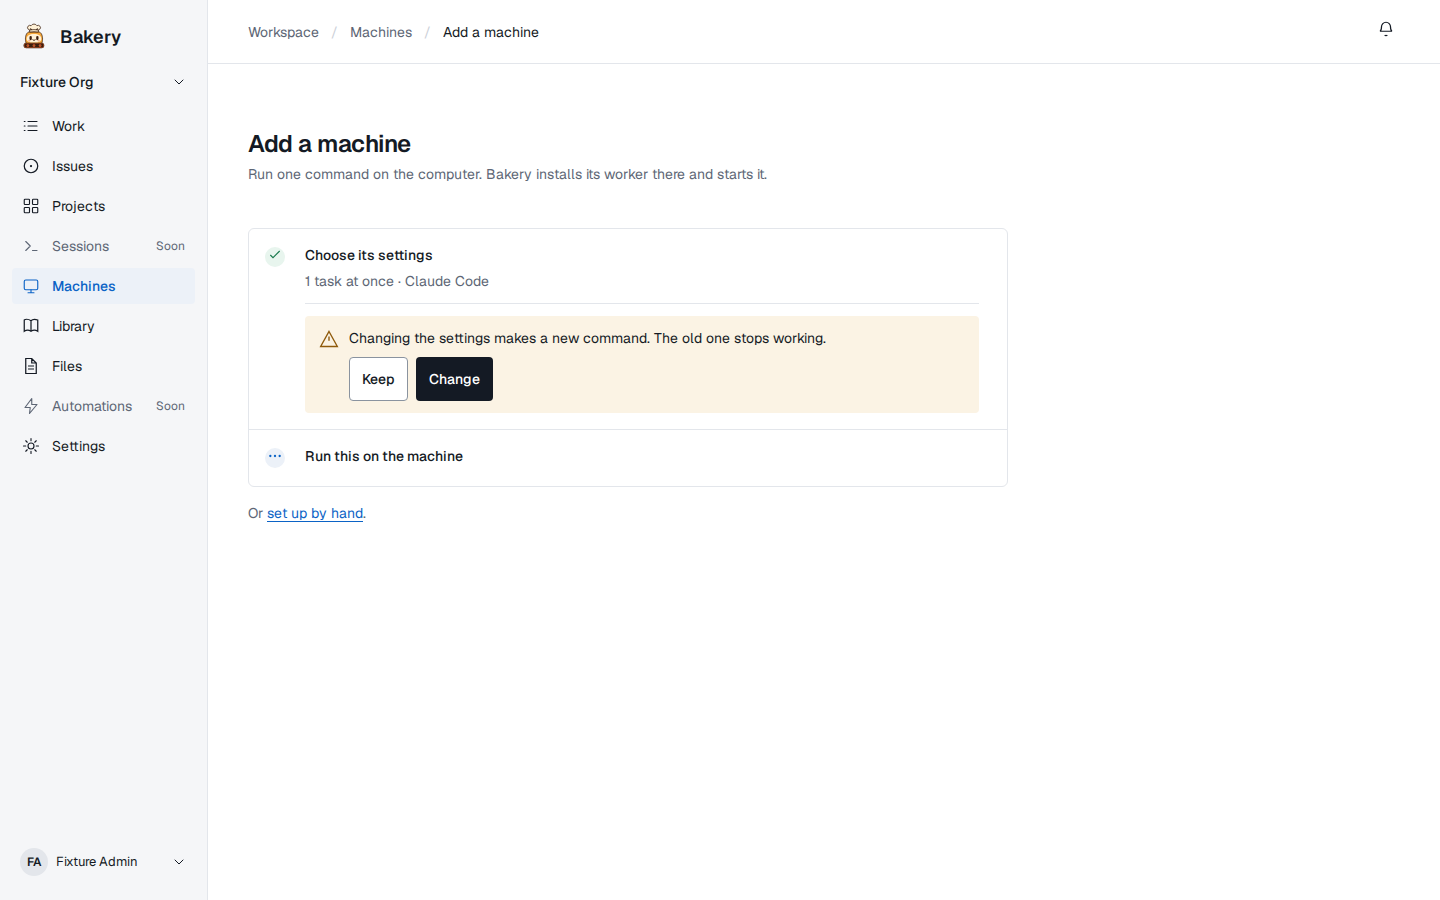 Bakery
Fixture Org
Work
Issues
Projects
Sessions Soon
Machines
Library
Files
Automations Soon
Settings
FA Fixture Admin
Workspace / Machines / Add a machine
Add a machine
Run one command on the computer. Bakery installs its worker there and starts it.
Choose its settings
1 task at once · Claude Code
Changing the settings makes a new command. The old one stops working.
Keep Change
Run this on the machine
Or set up by hand.